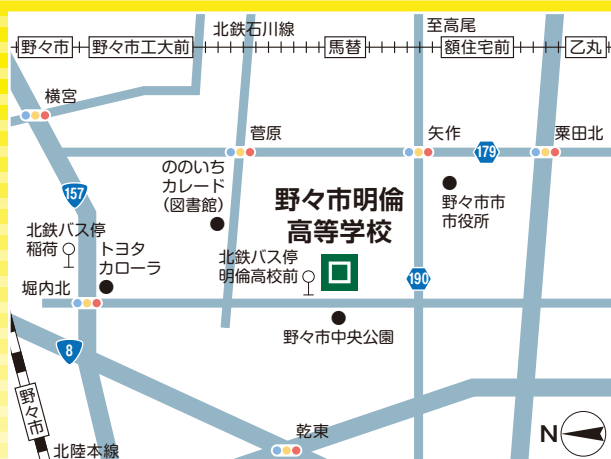 北鉄石川線
至高尾
野々市
野々市工大前
馬替
額住宅前
乙丸
横宮
菅原
矢作
179
粟田北
ののいち
カレード
(図書館)
野々市明倫
高等学校
野々市市
市役所
157
北鉄バス停
稲荷
トヨタ
カローラ
北鉄バス停
明倫高校前
190
堀内北
野々市中央公園
8
野々市
北陸本線
乾東
N